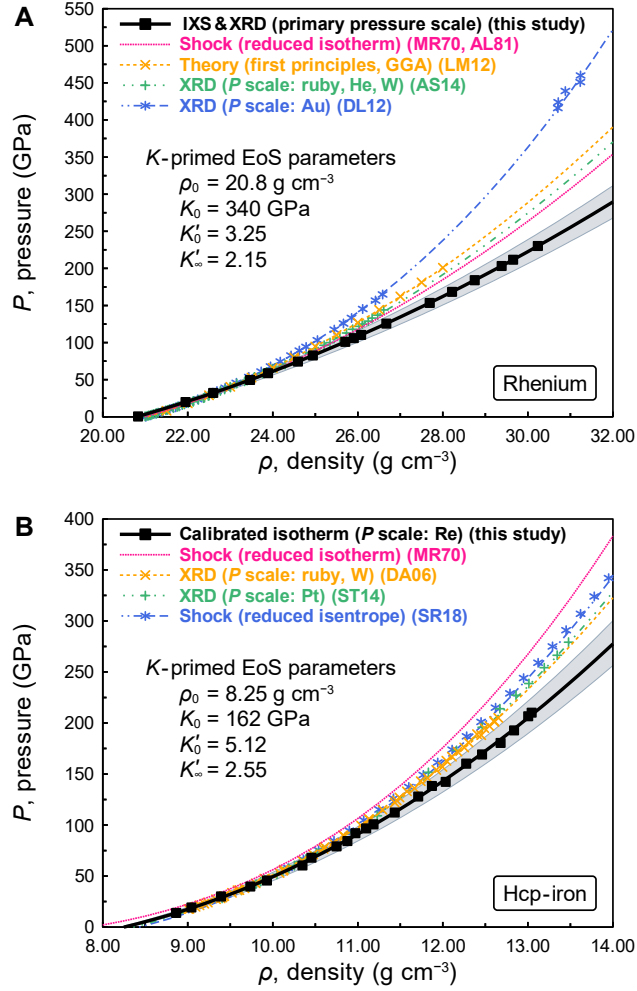 A
IXS & XRD (primary pressure scale) (this study)
Shock (reduced isotherm) (MR70, AL81)
Theory (first principles, GGA) (LM12)
XRD (P scale: ruby, He, W) (AS14)
XRD (P scale: Au) (DL12)
K-primed EoS parameters
ρ₀ = 20.8 g cm⁻³
K₀ = 340 GPa
K′₀ = 3.25
K′∞ = 2.15
Rhenium
550
500
450
400
350
300
250
200
150
100
50
0
P, pressure (GPa)
20.00 22.00 24.00 26.00 28.00 30.00 32.00
ρ, density (g cm⁻³)
B
Calibrated isotherm (P scale: Re) (this study)
Shock (reduced isotherm) (MR70)
XRD (P scale: ruby, W) (DA06)
XRD (P scale: Pt) (ST14)
Shock (reduced isentrope) (SR18)
K-primed EoS parameters
ρ₀ = 8.25 g cm⁻³
K₀ = 162 GPa
K′₀ = 5.12
K′∞ = 2.55
Hcp-iron
400
350
300
250
200
150
100
50
0
P, pressure (GPa)
8.00 9.00 10.00 11.00 12.00 13.00 14.00
ρ, density (g cm⁻³)